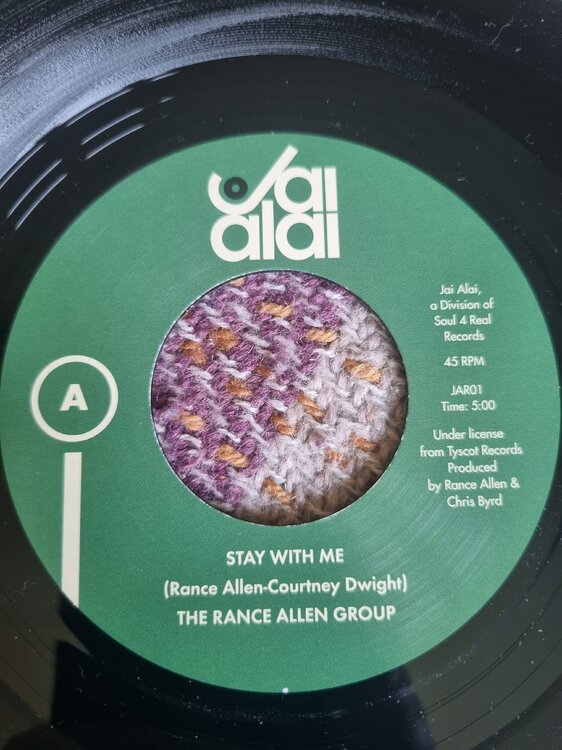 Jai
alai
Jai Alai,
a Division of
Soul 4 Real
Records
45 RPM
JAR01
Time: 5:00
Under license
from Tyscot Records
Produced
by Rance Allen &
Chris Byrd
A
STAY WITH ME
(Rance Allen-Courtney Dwight)
THE RANCE ALLEN GROUP